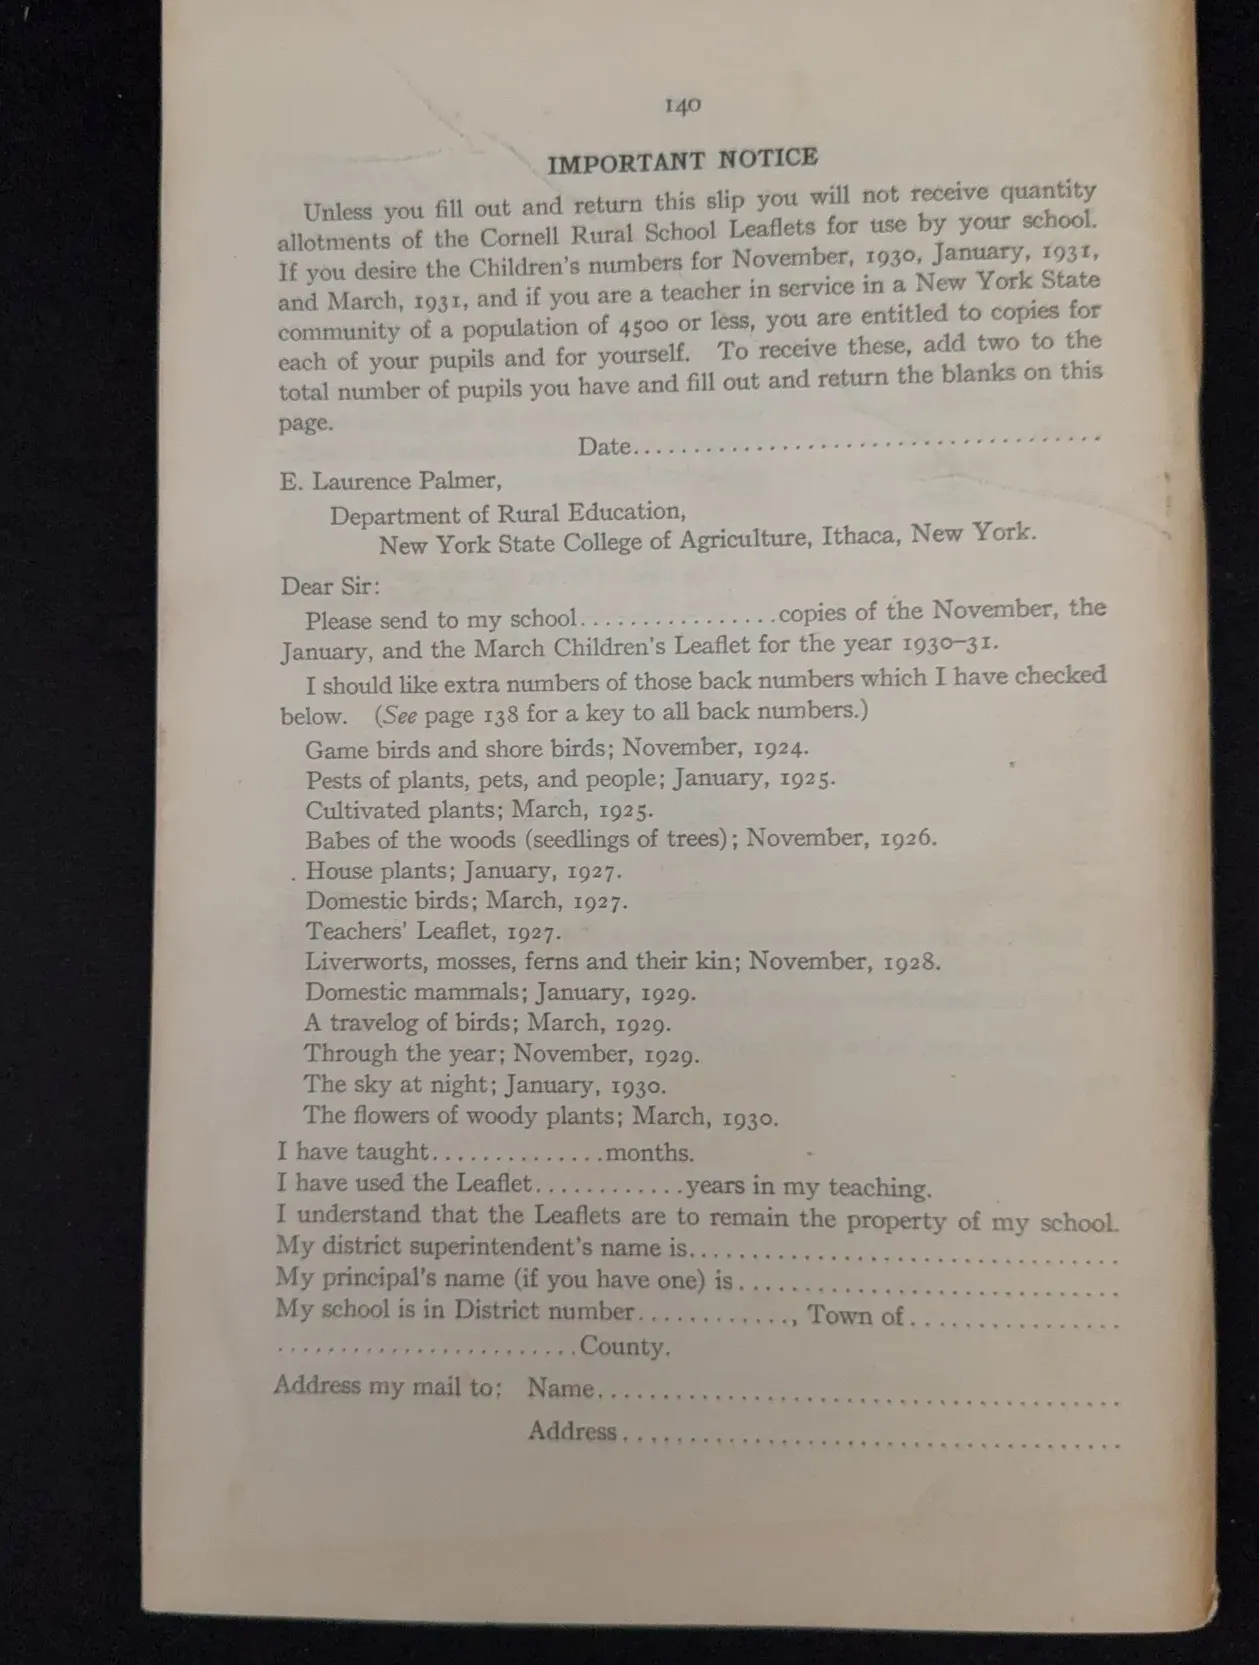 140
IMPORTANT NOTICE
Unless you fill out and return this slip you will not receive quantity
allotments of the Cornell Rural School Leaflets for use by your school.
If you desire the Children's numbers for November, 1930, January, 1931,
and March, 1931, and if you are a teacher in service in a New York State
community of a population of 4500 or less, you are entitled to copies for
each of your pupils and for yourself. To receive these, add two to the
total number of pupils you have and fill out and return the blanks on this
page.
Date......................................
E. Laurence Palmer,
Department of Rural Education,
New York State College of Agriculture, Ithaca, New York.
Dear Sir:
Please send to my school................copies of the November, the
January, and the March Children's Leaflet for the year 1930–31.
I should like extra numbers of those back numbers which I have checked
below. (See page 138 for a key to all back numbers.)
Game birds and shore birds; November, 1924.
Pests of plants, pets, and people; January, 1925.
Cultivated plants; March, 1925.
Babes of the woods (seedlings of trees); November, 1926.
. House plants; January, 1927.
Domestic birds; March, 1927.
Teachers' Leaflet, 1927.
Liverworts, mosses, ferns and their kin; November, 1928.
Domestic mammals; January, 1929.
A travelog of birds; March, 1929.
Through the year; November, 1929.
The sky at night; January, 1930.
The flowers of woody plants; March, 1930.
I have taught..............months.
I have used the Leaflet............years in my teaching.
I understand that the Leaflets are to remain the property of my school.
My district superintendent's name is..................................
My principal's name (if you have one) is..............................
My school is in District number............, Town of.................
........................County.
Address my mail to: Name........................................
Address......................................